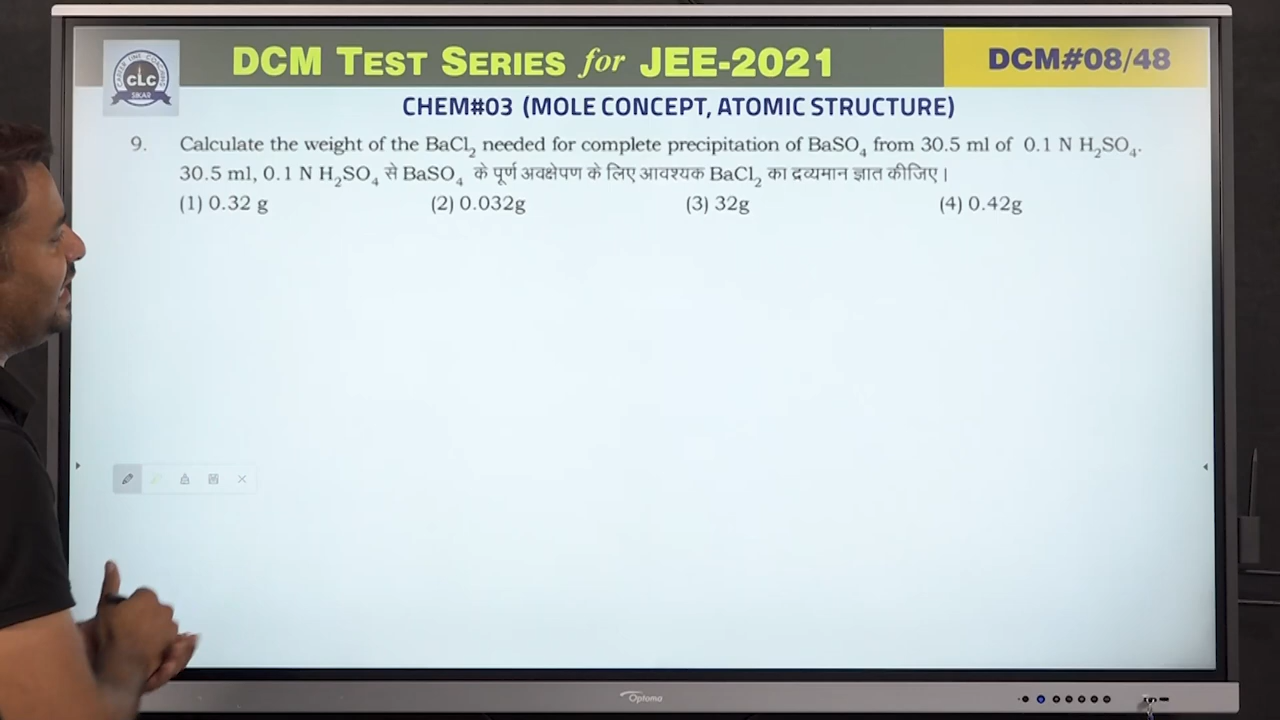 DCM TEST SERIES for JEE-2021
DCM#08/48
CAREER LINE COACHING
CLC
SIKAR
CHEM#03 (MOLE CONCEPT, ATOMIC STRUCTURE)
9. Calculate the weight of the BaCl₂ needed for complete precipitation of BaSO₄ from 30.5 ml of 0.1 N H₂SO₄.
30.5 ml, 0.1 N H₂SO₄ से BaSO₄ के पूर्ण अवक्षेपण के लिए आवश्यक BaCl₂ का द्रव्यमान ज्ञात कीजिए।
(1) 0.32 g (2) 0.032g (3) 32g (4) 0.42g
Optoma